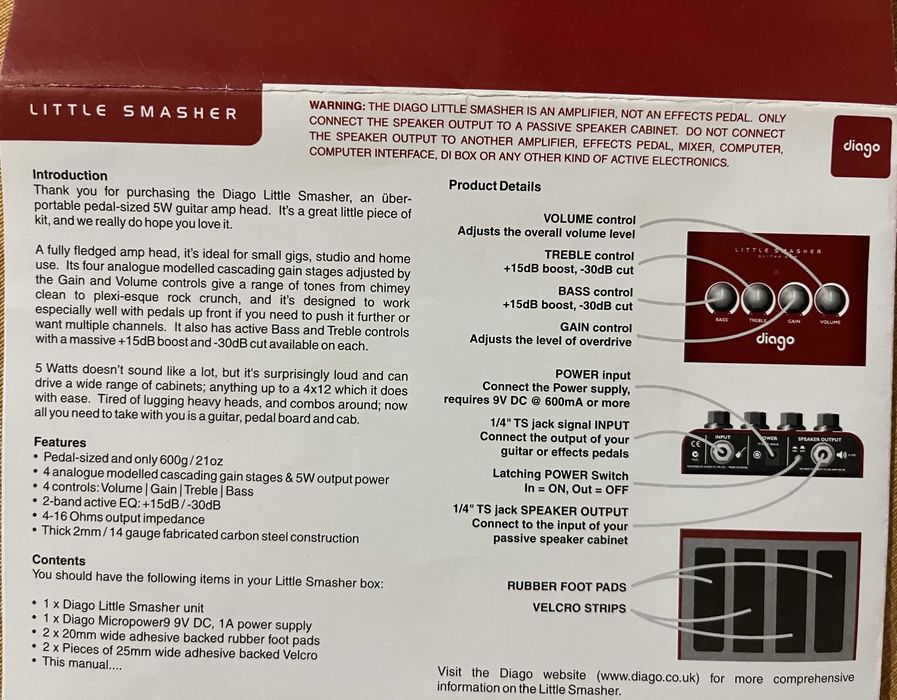 LITTLE SMASHER
WARNING: THE DIAGO LITTLE SMASHER IS AN AMPLIFIER, NOT AN EFFECTS PEDAL. ONLY
CONNECT THE SPEAKER OUTPUT TO A PASSIVE SPEAKER CABINET. DO NOT CONNECT
THE SPEAKER OUTPUT TO ANOTHER AMPLIFIER, EFFECTS PEDAL, MIXER, COMPUTER,
COMPUTER INTERFACE, DI BOX OR ANY OTHER KIND OF ACTIVE ELECTRONICS.
diago
Introduction
Thank you for purchasing the Diago Little Smasher, an über-
portable pedal-sized 5W guitar amp head. It's a great little piece of
kit, and we really do hope you love it.
A fully fledged amp head, it's ideal for small gigs, studio and home
use. Its four analogue modelled cascading gain stages adjusted by
the Gain and Volume controls give a range of tones from chimey
clean to plexi-esque rock crunch, and it's designed to work
especially well with pedals up front if you need to push it further or
want multiple channels. It also has active Bass and Treble controls
with a massive +15dB boost and -30dB cut available on each.
5 Watts doesn't sound like a lot, but it's surprisingly loud and can
drive a wide range of cabinets; anything up to a 4x12 which it does
with ease. Tired of lugging heavy heads, and combos around; now
all you need to take with you is a guitar, pedal board and cab.
Features
• Pedal-sized and only 600g / 21oz
• 4 analogue modelled cascading gain stages & 5W output power
• 4 controls: Volume | Gain | Treble | Bass
• 2-band active EQ: +15dB / -30dB
• 4-16 Ohms output impedance
• Thick 2mm / 14 gauge fabricated carbon steel construction
Contents
You should have the following items in your Little Smasher box:
• 1 x Diago Little Smasher unit
• 1 x Diago Micropower9 9V DC, 1A power supply
• 2 x 20mm wide adhesive backed rubber foot pads
• 2 x Pieces of 25mm wide adhesive backed Velcro
• This manual....
Product Details
VOLUME control
Adjusts the overall volume level
TREBLE control
+15dB boost, -30dB cut
BASS control
+15dB boost, -30dB cut
GAIN control
Adjusts the level of overdrive
POWER input
Connect the Power supply,
requires 9V DC @ 600mA or more
1/4" TS jack signal INPUT
Connect the output of your
guitar or effects pedals
Latching POWER Switch
In = ON, Out = OFF
1/4" TS jack SPEAKER OUTPUT
Connect to the input of your
passive speaker cabinet
RUBBER FOOT PADS
VELCRO STRIPS
LITTLE SMASHER
GUITAR AMP
BASS TREBLE GAIN VOLUME
diago
INPUT POWER SPEAKER OUTPUT
CE
Visit the Diago website (www.diago.co.uk) for more comprehensive
information on the Little Smasher.